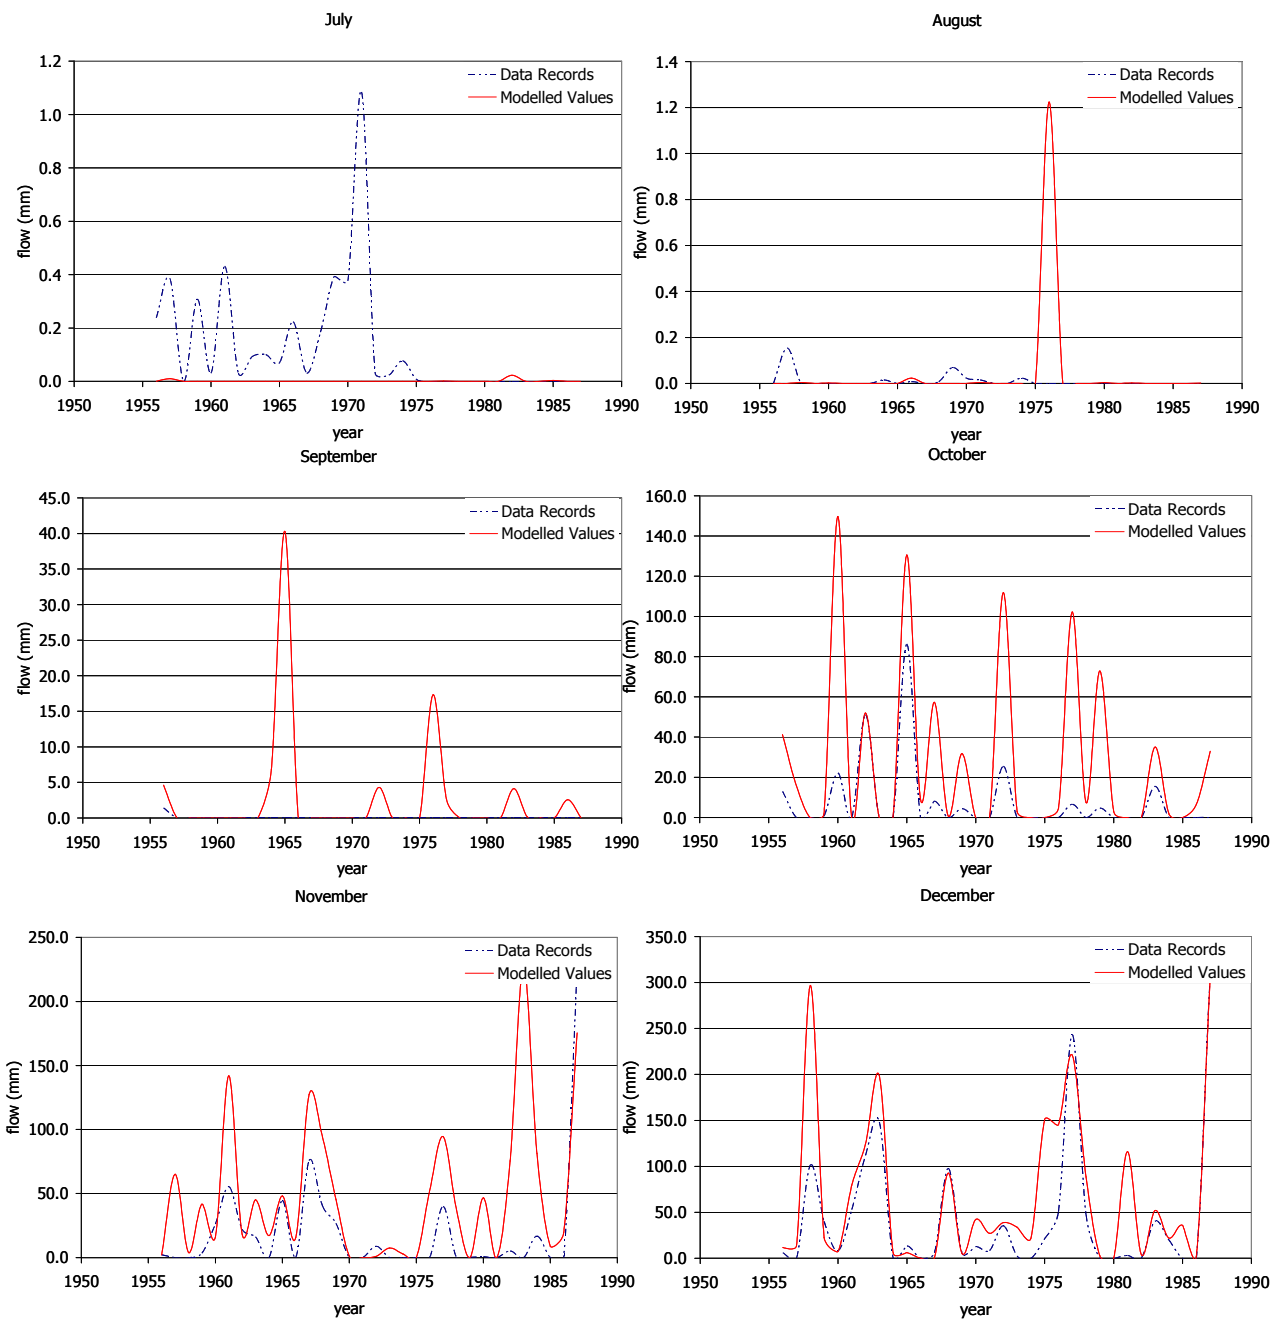 July
1.2
1.0
0.8
0.6
0.4
0.2
0.0
flow (mm)
Data Records
Modelled Values
1950 1955 1960 1965 1970 1975 1980 1985 1990
year
August
1.4
1.2
1.0
0.8
0.6
0.4
0.2
0.0
flow (mm)
Data Records
Modelled Values
1950 1955 1960 1965 1970 1975 1980 1985 1990
year
September
45.0
40.0
35.0
30.0
25.0
20.0
15.0
10.0
5.0
0.0
flow (mm)
Data Records
Modelled Values
1950 1955 1960 1965 1970 1975 1980 1985 1990
year
October
160.0
140.0
120.0
100.0
80.0
60.0
40.0
20.0
0.0
flow (mm)
Data Records
Modelled Values
1950 1955 1960 1965 1970 1975 1980 1985 1990
year
November
250.0
200.0
150.0
100.0
50.0
0.0
flow (mm)
Data Records
Modelled Values
1950 1955 1960 1965 1970 1975 1980 1985 1990
year
December
350.0
300.0
250.0
200.0
150.0
100.0
50.0
0.0
flow (mm)
Data Records
Modelled Values
1950 1955 1960 1965 1970 1975 1980 1985 1990
year